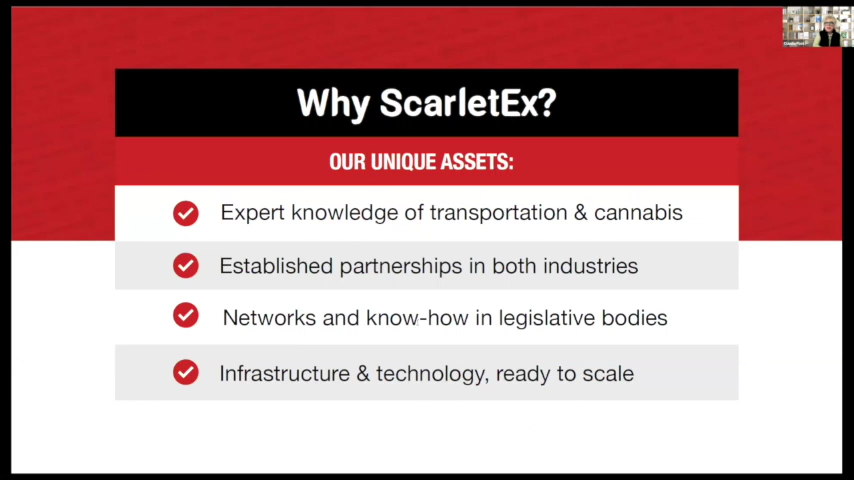 Why ScarletEx?
OUR UNIQUE ASSETS:
Expert knowledge of transportation & cannabis
Established partnerships in both industries
Networks and know-how in legislative bodies
Infrastructure & technology, ready to scale